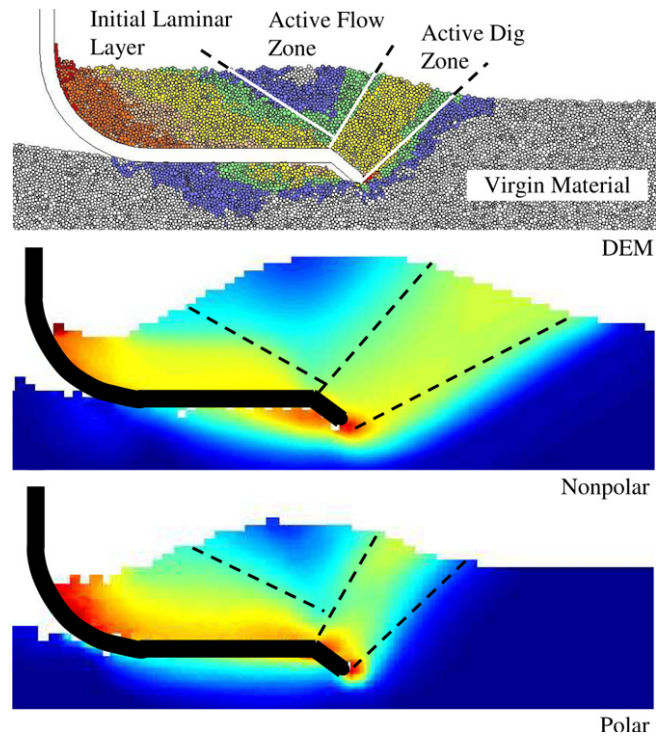 Initial Laminar
Layer
Active Flow
Zone
Active Dig
Zone
Virgin Material
DEM
Nonpolar
Polar